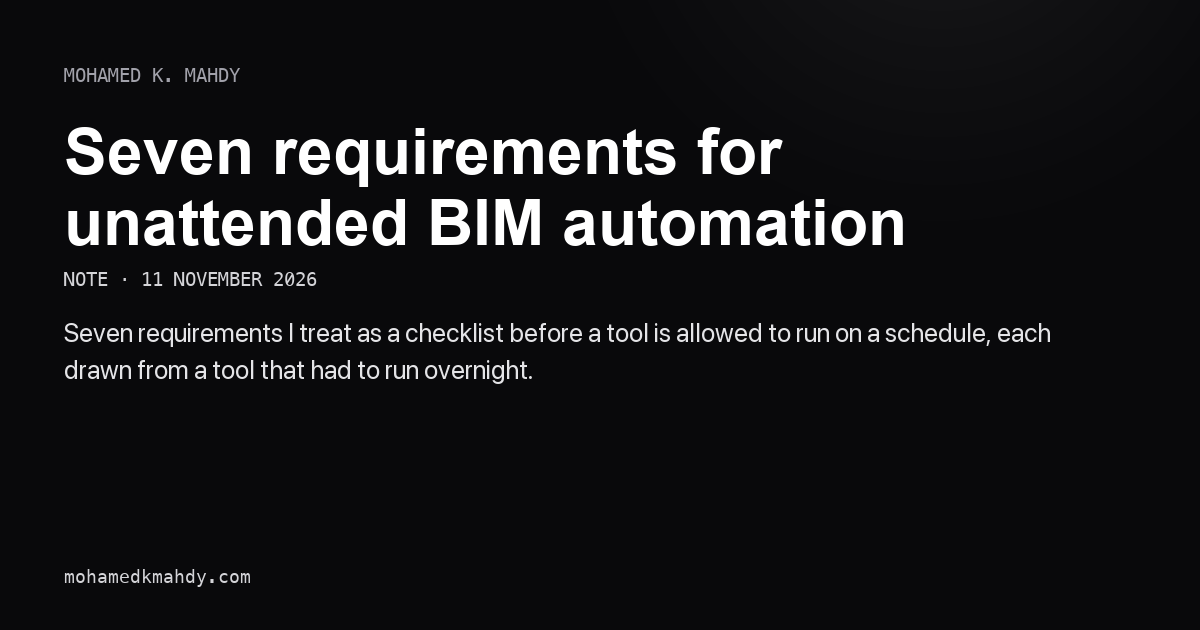 MOHAMED K. MAHDY
Seven requirements for
unattended BIM automation
NOTE · 11 NOVEMBER 2026
Seven requirements I treat as a checklist before a tool is allowed to run on a schedule, each
drawn from a tool that had to run overnight.
mohamedkmahdy.com